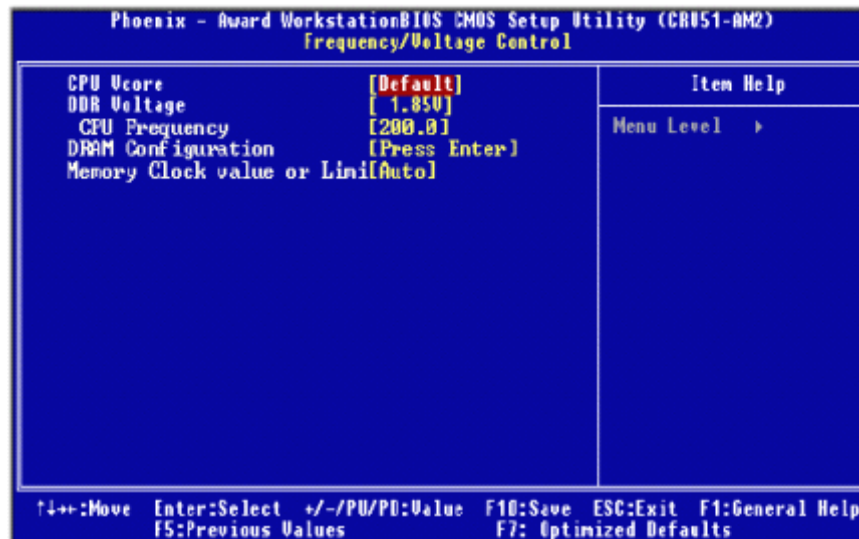 Phoenix - Award WorkstationBIOS CMOS Setup Utility (CRU51-AM2)
Frequency/Voltage Control
CPU Vcore [Default]
DDR Voltage [ 1.85V]
CPU Frequency [200.0]
DRAM Configuration [Press Enter]
Memory Clock value or Limi[Auto]
Item Help
Menu Level ▸
↑↓→←:Move Enter:Select +/-/PU/PD:Value F10:Save ESC:Exit F1:General Help
F5:Previous Values F7: Optimized Defaults